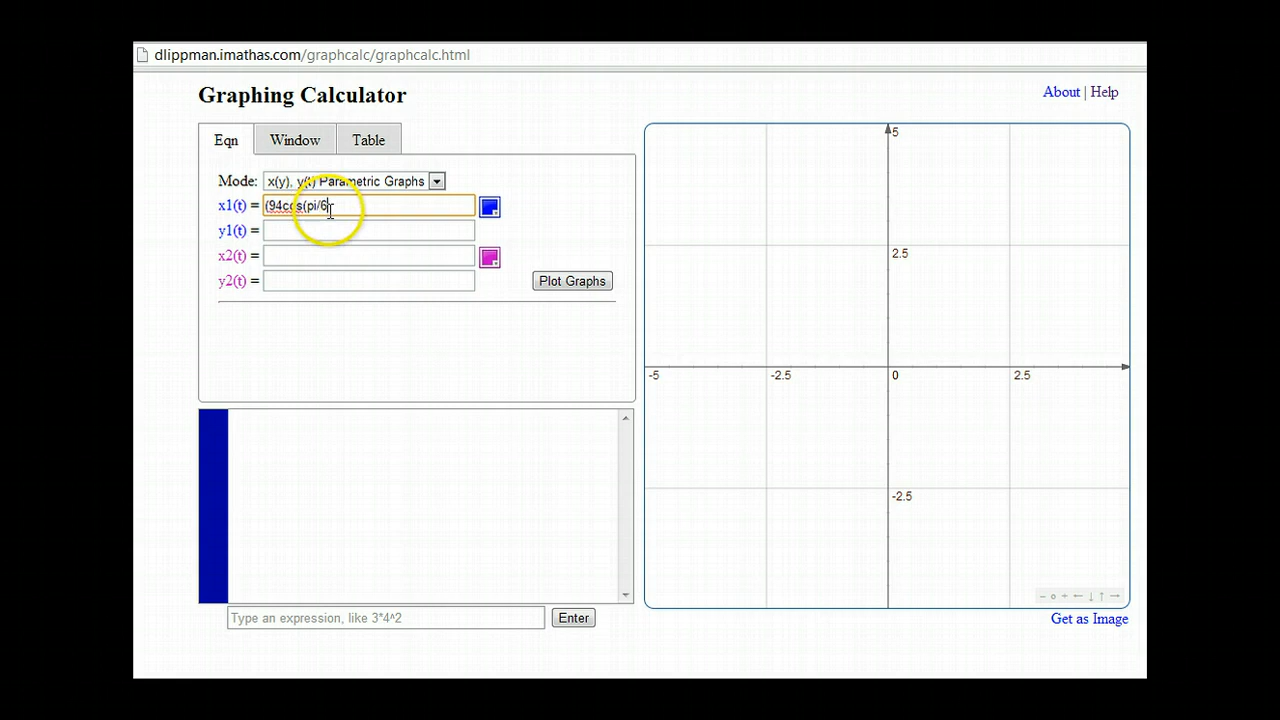 dlippman.imathas.com/graphcalc/graphcalc.html
Graphing Calculator
About | Help
Eqn Window Table
Mode: x(y), y(t) Parametric Graphs
x1(t) = (94cos(pi/6
y1(t) =
x2(t) =
y2(t) = Plot Graphs
5
2.5
-5 -2.5 0 2.5
-2.5
Type an expression, like 3*4^2 Enter
Get as Image